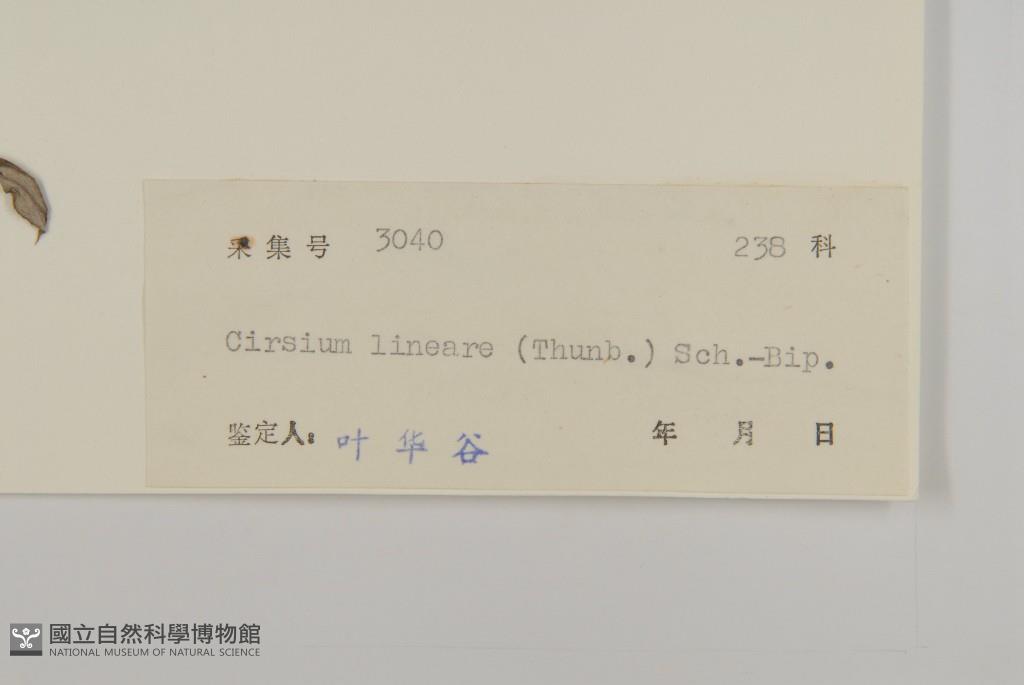 采集号 3040 238 科
Cirsium lineare (Thunb.) Sch.-Bip.
鉴定人: 叶华谷 年 月 日
國立自然科學博物館
NATIONAL MUSEUM OF NATURAL SCIENCE